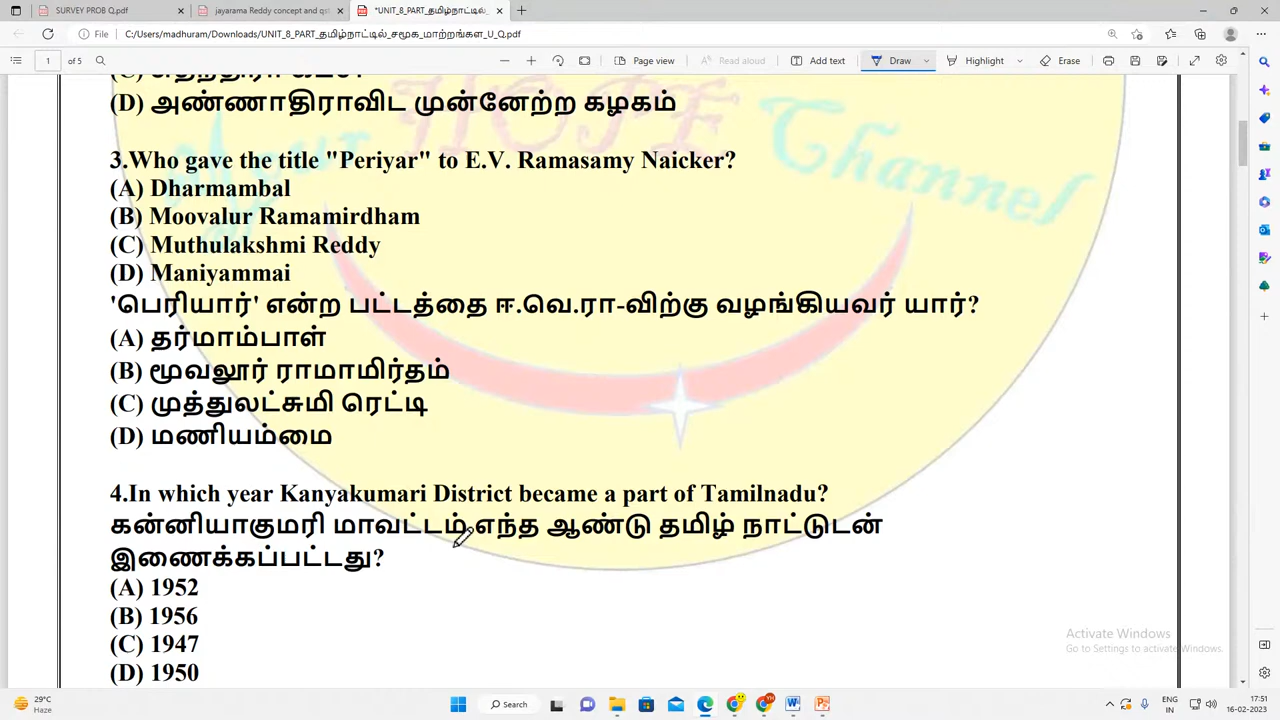 SURVEY PROB Q.pdf
jayarama Reddy concept and qst
*UNIT_8_PART_தமிழ்நாட்டில்_
File
C:/Users/madhuram/Downloads/UNIT_8_PART_தமிழ்நாட்டில்_சமூக_மாற்றங்கள_U_Q.pdf
1 of 5
Page view
Read aloud
Add text
Draw
Highlight
Erase
(D) அண்ணாதிராவிட முன்னேற்ற கழகம்
3.Who gave the title "Periyar" to E.V. Ramasamy Naicker?
(A) Dharmambal
(B) Moovalur Ramamirdham
(C) Muthulakshmi Reddy
(D) Maniyammai
'பெரியார்' என்ற பட்டத்தை ஈ.வெ.ரா-விற்கு வழங்கியவர் யார்?
(A) தர்மாம்பாள்
(B) மூவலூர் ராமாமிர்தம்
(C) முத்துலட்சுமி ரெட்டி
(D) மணியம்மை
4.In which year Kanyakumari District became a part of Tamilnadu?
கன்னியாகுமரி மாவட்டம் எந்த ஆண்டு தமிழ் நாட்டுடன்
இணைக்கப்பட்டது?
(A) 1952
(B) 1956
(C) 1947
(D) 1950
Your HOPE Channel
Activate Windows
Go to Settings to activate Windows.
29°C
Haze
Search
ENG
IN
17:51
16-02-2023